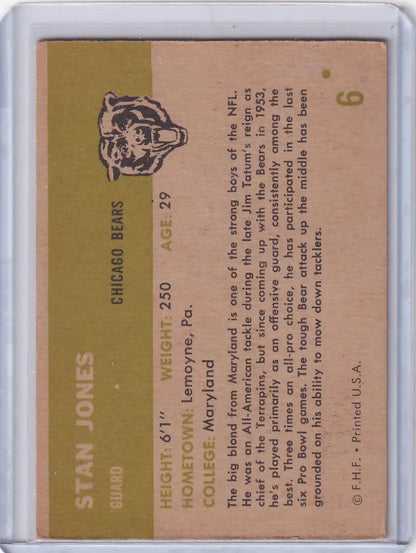 STAN JONES
GUARD
CHICAGO BEARS
HEIGHT: 6'1" WEIGHT: 250 AGE: 29
HOMETOWN: Lemoyne, Pa.
COLLEGE: Maryland
The big blond from Maryland is one of the strong boys of the NFL.
He was an All-American tackle during the late Jim Tatum's reign as
chief of the Terrapins, but since coming up with the Bears in 1953,
he's played primarily as an offensive guard, consistently among the
best. Three times an all-pro choice, he has participated in the last
six Pro Bowl games. The tough Bear attack up the middle has been
grounded on his ability to mow down tacklers.
© F.H.F. • Printed U.S.A.
6